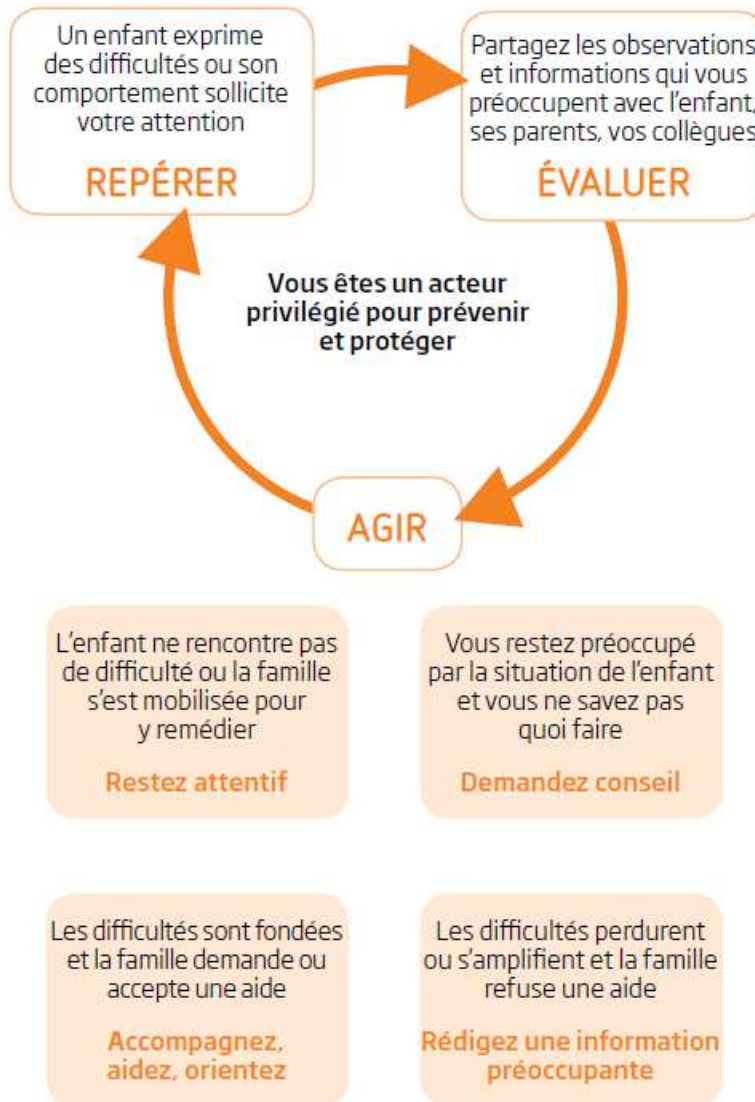 Un enfant exprime
des difficultés ou son
comportement sollicite
votre attention
REPÉRER
Partagez les observations
et informations qui vous
préoccupent avec l'enfant,
ses parents, vos collègues
ÉVALUER
Vous êtes un acteur
privilégié pour prévenir
et protéger
AGIR
L'enfant ne rencontre pas
de difficulté ou la famille
s'est mobilisée pour
y remédier
Restez attentif
Vous restez préoccupé
par la situation de l'enfant
et vous ne savez pas
quoi faire
Demandez conseil
Les difficultés sont fondées
et la famille demande ou
accepte une aide
Accompagnez,
aidez, orientez
Les difficultés perdurent
ou s'amplifient et la famille
refuse une aide
Rédigez une information
préoccupante